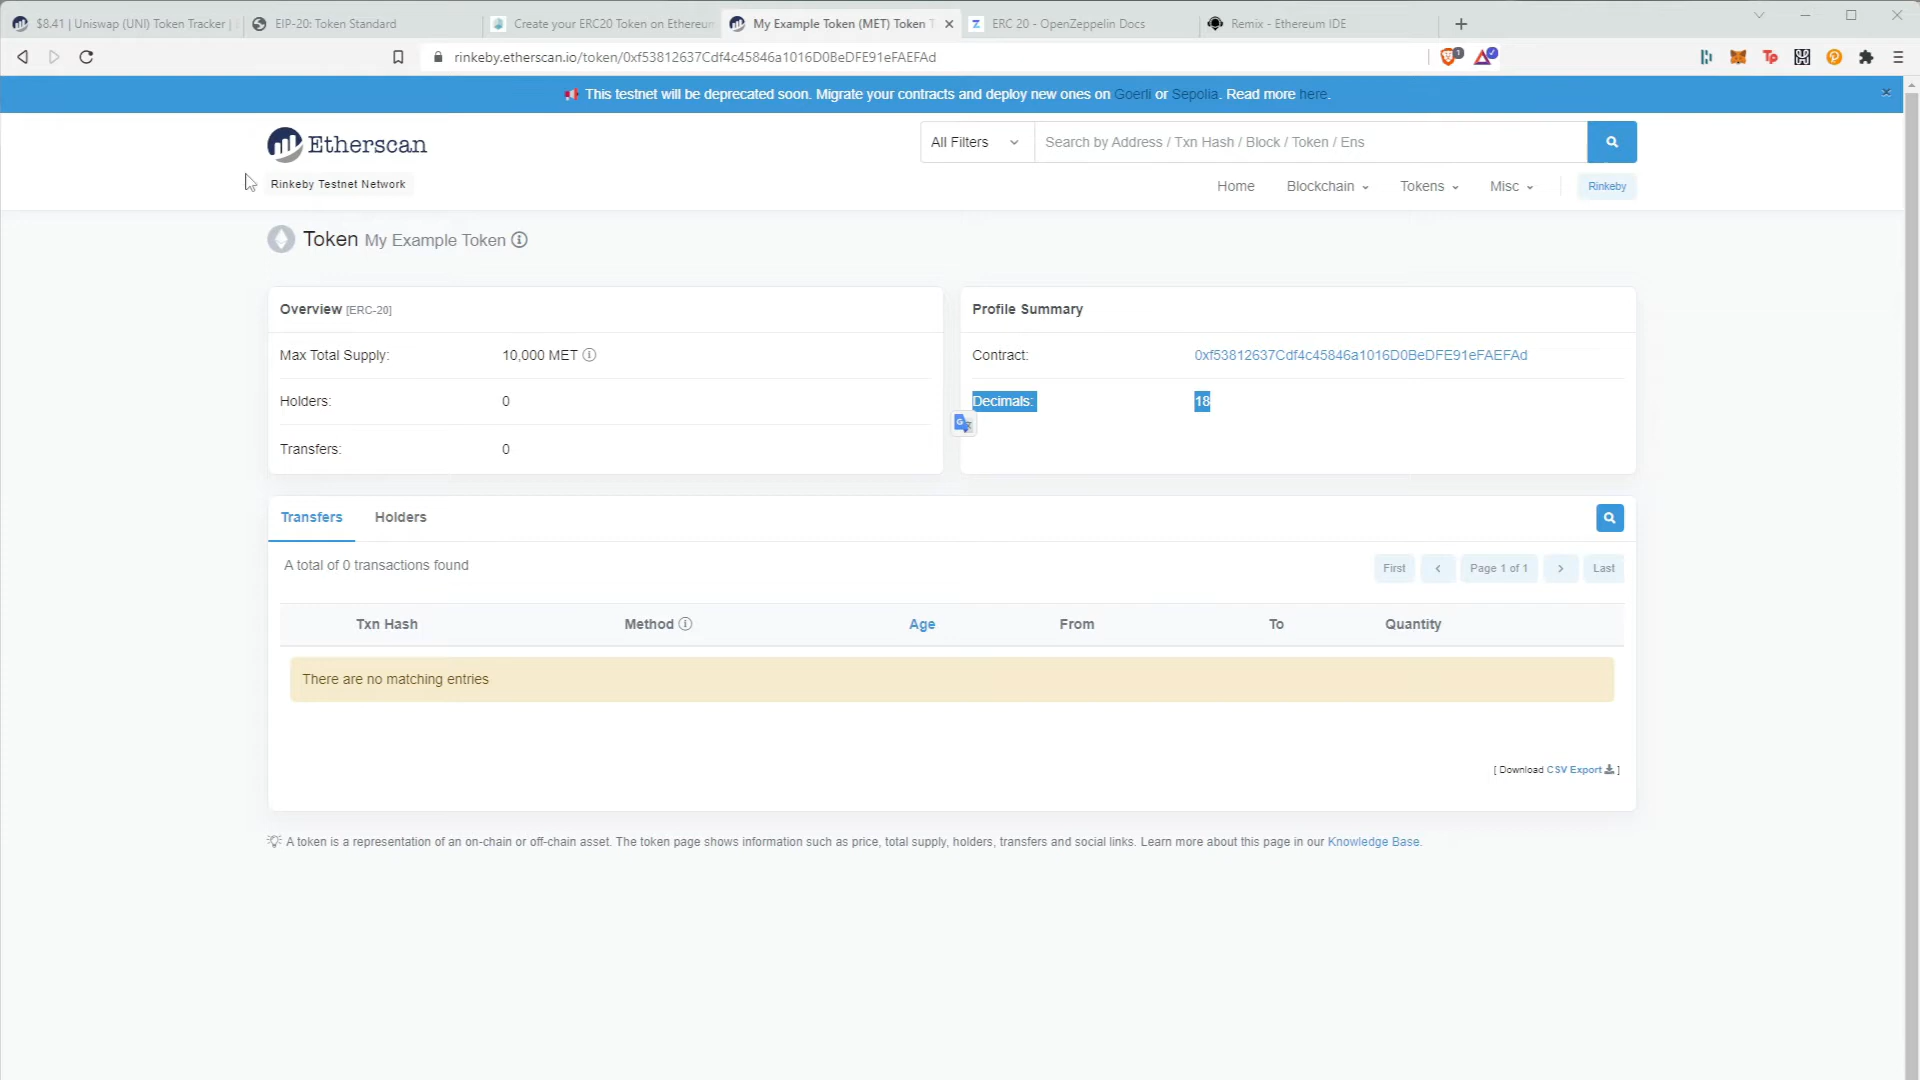 $8.41 | Uniswap (UNI) Token Tracker |
EIP-20: Token Standard
Create your ERC20 Token on Ethereum
My Example Token (MET) Token T
ERC 20 - OpenZeppelin Docs
Remix - Ethereum IDE
rinkeby.etherscan.io/token/0xf53812637Cdf4c45846a1016D0BeDFE91eFAEFAd
1
Tp
This testnet will be deprecated soon. Migrate your contracts and deploy new ones on Goerli or Sepolia. Read more here.
Etherscan
All Filters
Search by Address / Txn Hash / Block / Token / Ens
Rinkeby Testnet Network
Home
Blockchain
Tokens
Misc
Rinkeby
Token My Example Token
Overview [ERC-20]
Max Total Supply: 10,000 MET
Holders: 0
Transfers: 0
Profile Summary
Contract: 0xf53812637Cdf4c45846a1016D0BeDFE91eFAEFAd
Decimals: 18
Transfers
Holders
A total of 0 transactions found
First
Page 1 of 1
Last
Txn Hash Method Age From To Quantity
There are no matching entries
[ Download CSV Export ]
A token is a representation of an on-chain or off-chain asset. The token page shows information such as price, total supply, holders, transfers and social links. Learn more about this page in our Knowledge Base.